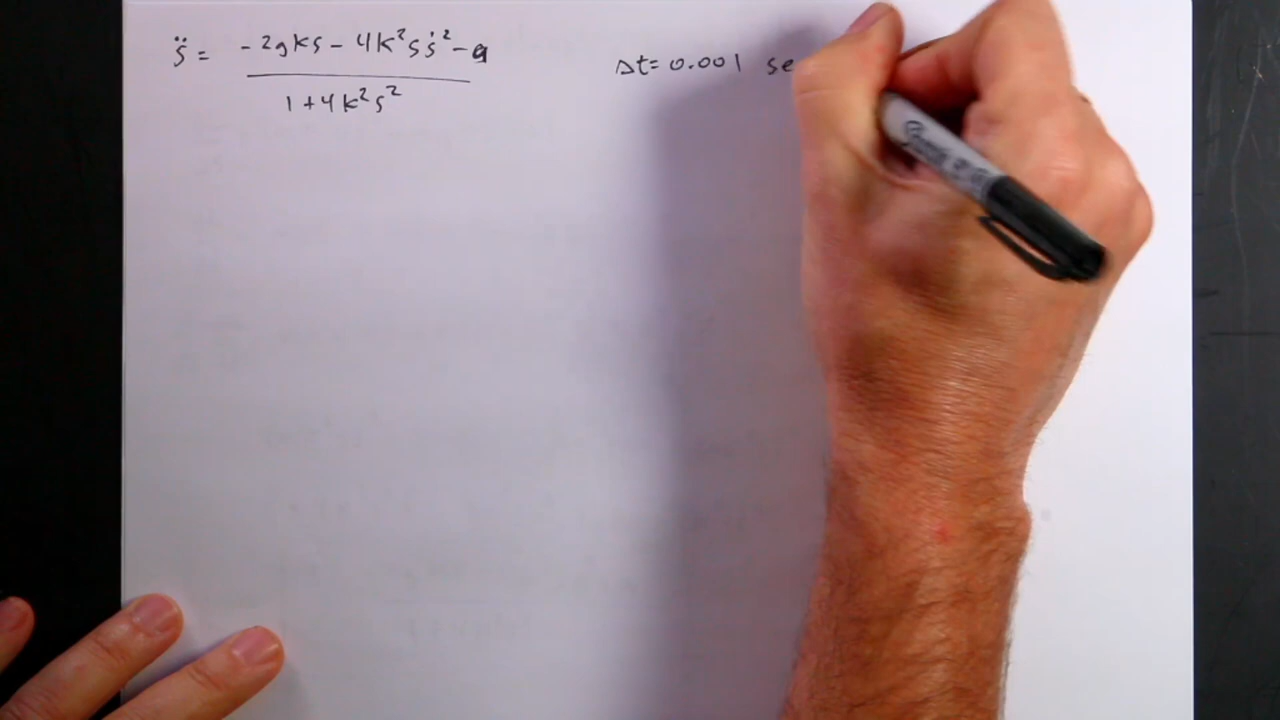 s̈ = -2gks - 4k²sṡ² - a
1 + 4k²s²
Δt = 0.001 se